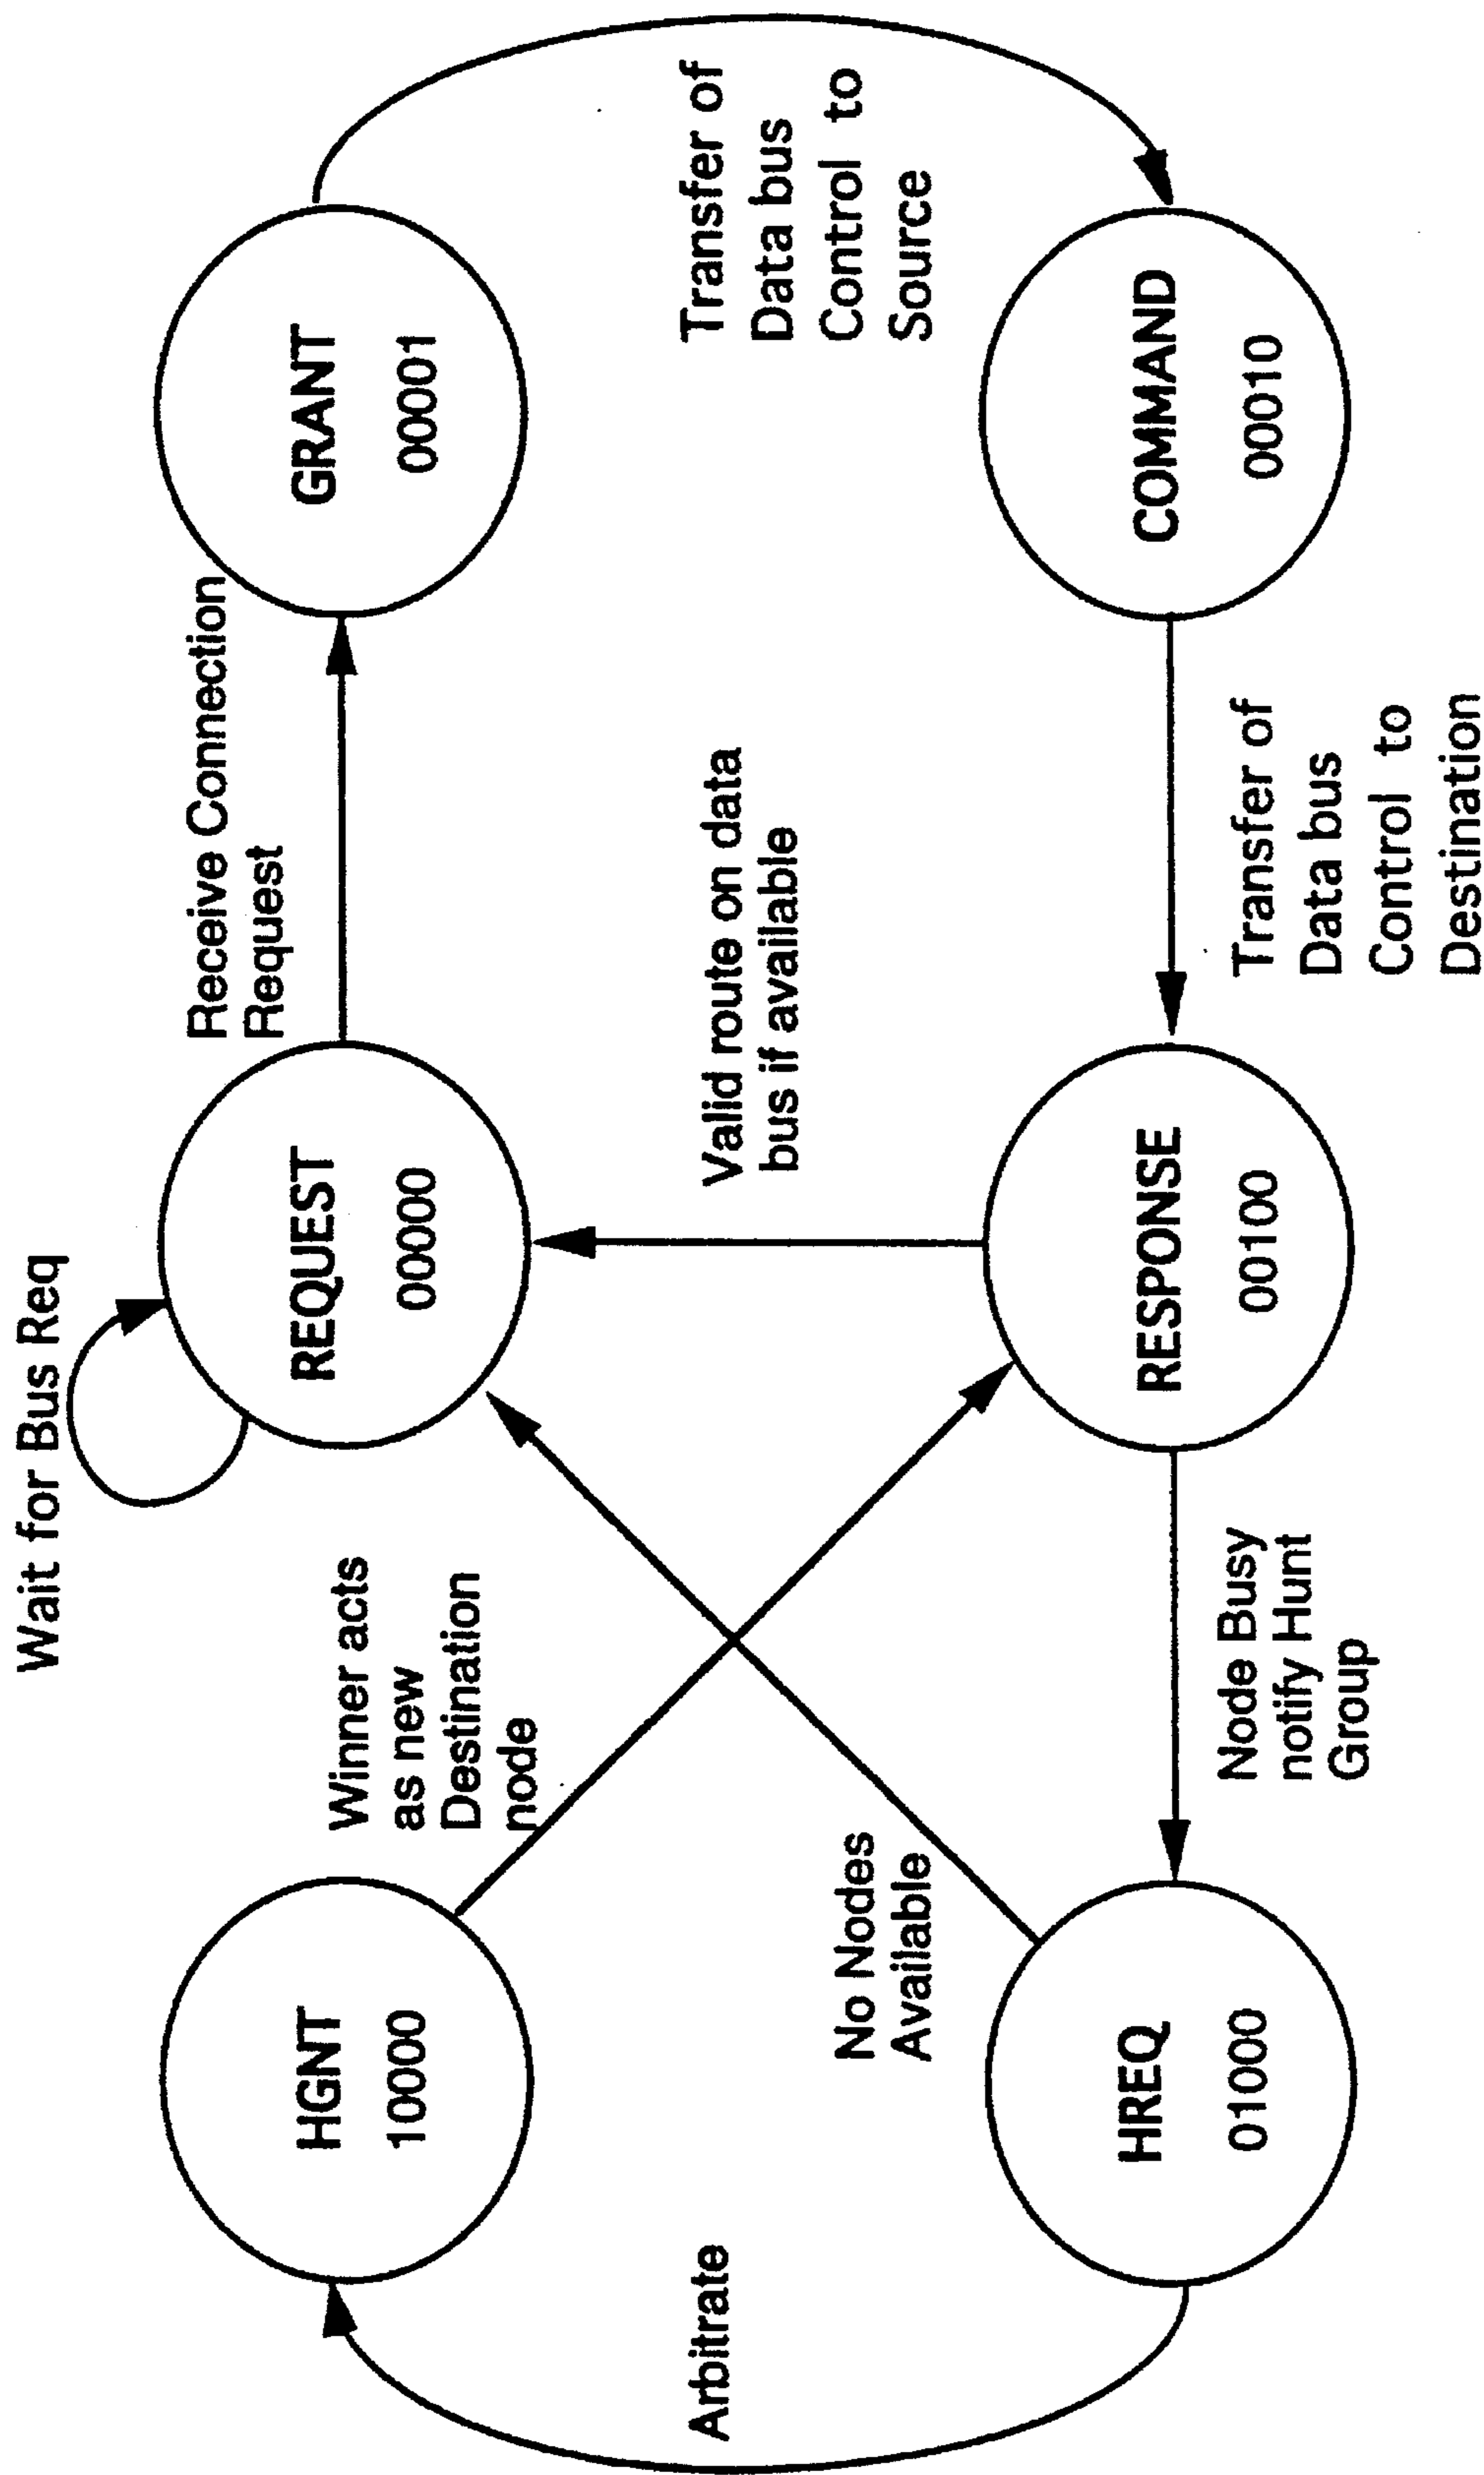 Wait for Bus Req
HGNT
10000
Winner acts
as new
Destination
node
REQUEST
00000
Receive Connection
Request
GRANT
00001
Arbitrate
No Nodes
Available
Valid route on data
bus if available
Transfer of
Data bus
Control to
Source
HREQ
01000
Node Busy
notify Hunt
Group
RESPONSE
00100
Transfer of
Data bus
Control to
Destination
COMMAND
00010